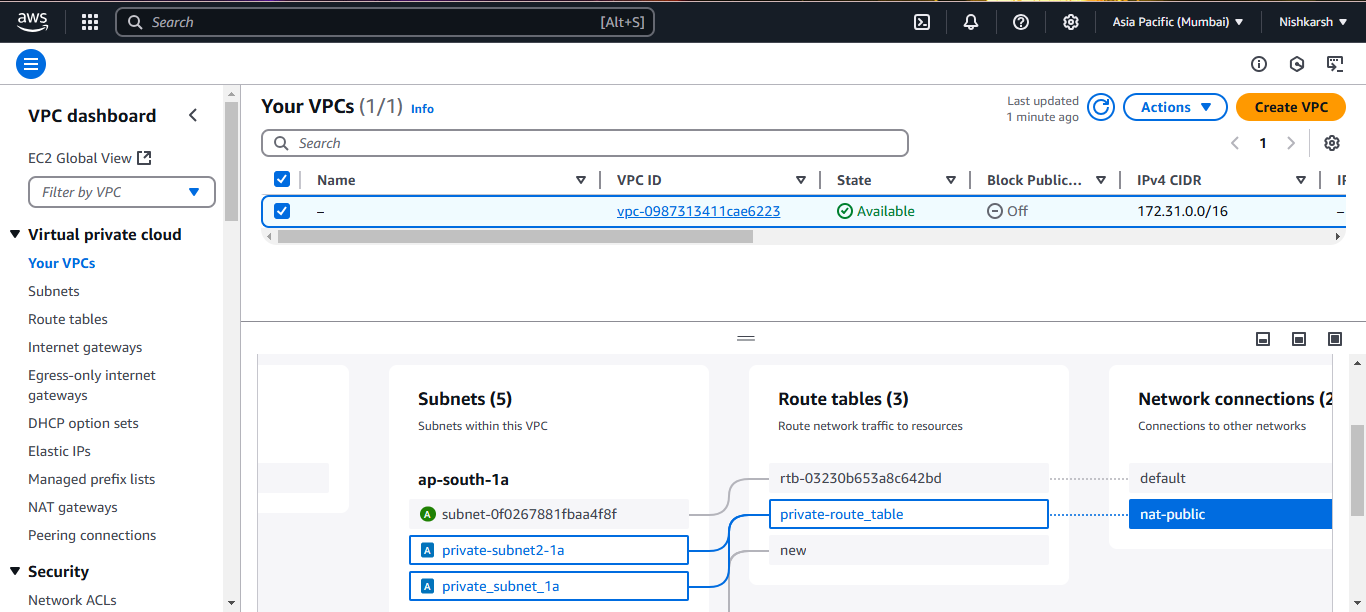 aws
Search [Alt+S]
Asia Pacific (Mumbai)
Nishkarsh
VPC dashboard
EC2 Global View
Filter by VPC
Virtual private cloud
Your VPCs
Subnets
Route tables
Internet gateways
Egress-only internet
gateways
DHCP option sets
Elastic IPs
Managed prefix lists
NAT gateways
Peering connections
Security
Network ACLs
Your VPCs (1/1) Info
Last updated
1 minute ago
Actions
Create VPC
Search
1
Name VPC ID State Block Public... IPv4 CIDR
– vpc-0987313411cae6223 Available Off 172.31.0.0/16 –
Subnets (5)
Subnets within this VPC
ap-south-1a
A subnet-0f0267881fbaa4f8f
A private-subnet2-1a
A private_subnet_1a
Route tables (3)
Route network traffic to resources
rtb-03230b653a8c642bd
private-route_table
new
Network connections (2
Connections to other networks
default
nat-public